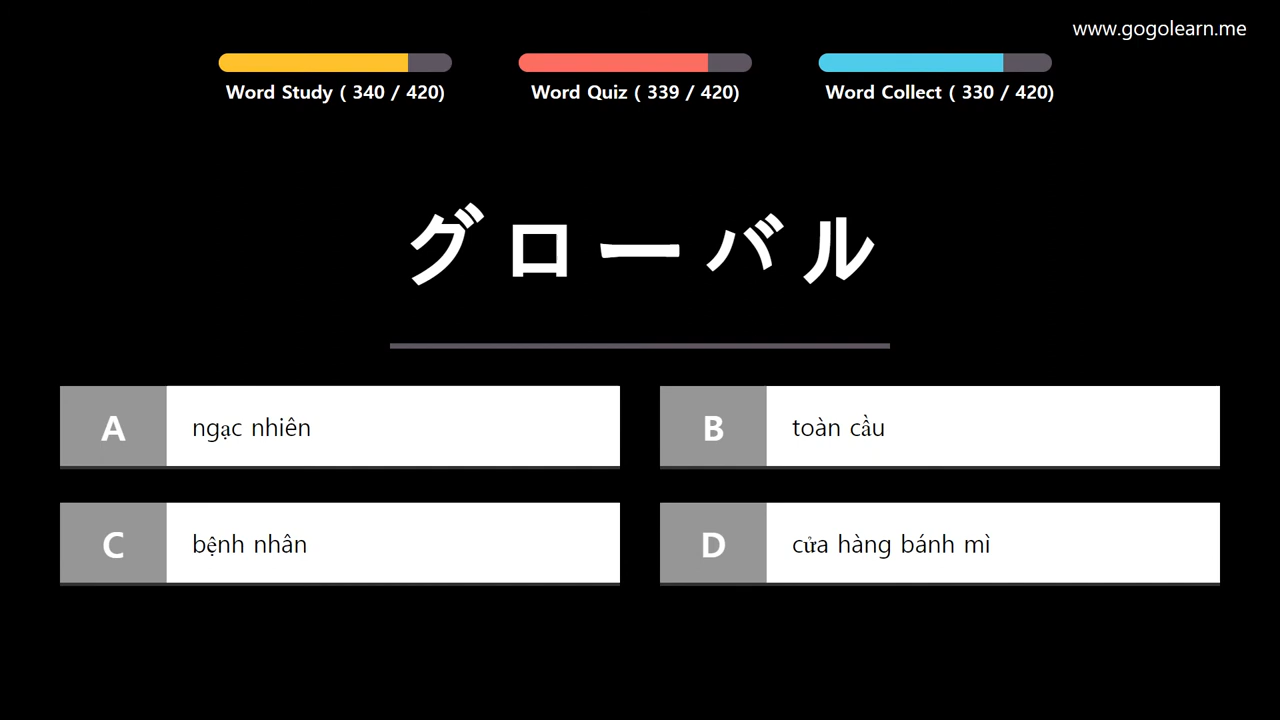 www.gogolearn.me
Word Study ( 340 / 420)
Word Quiz ( 339 / 420)
Word Collect ( 330 / 420)
グローバル
A ngạc nhiên
B toàn cầu
C bệnh nhân
D cửa hàng bánh mì